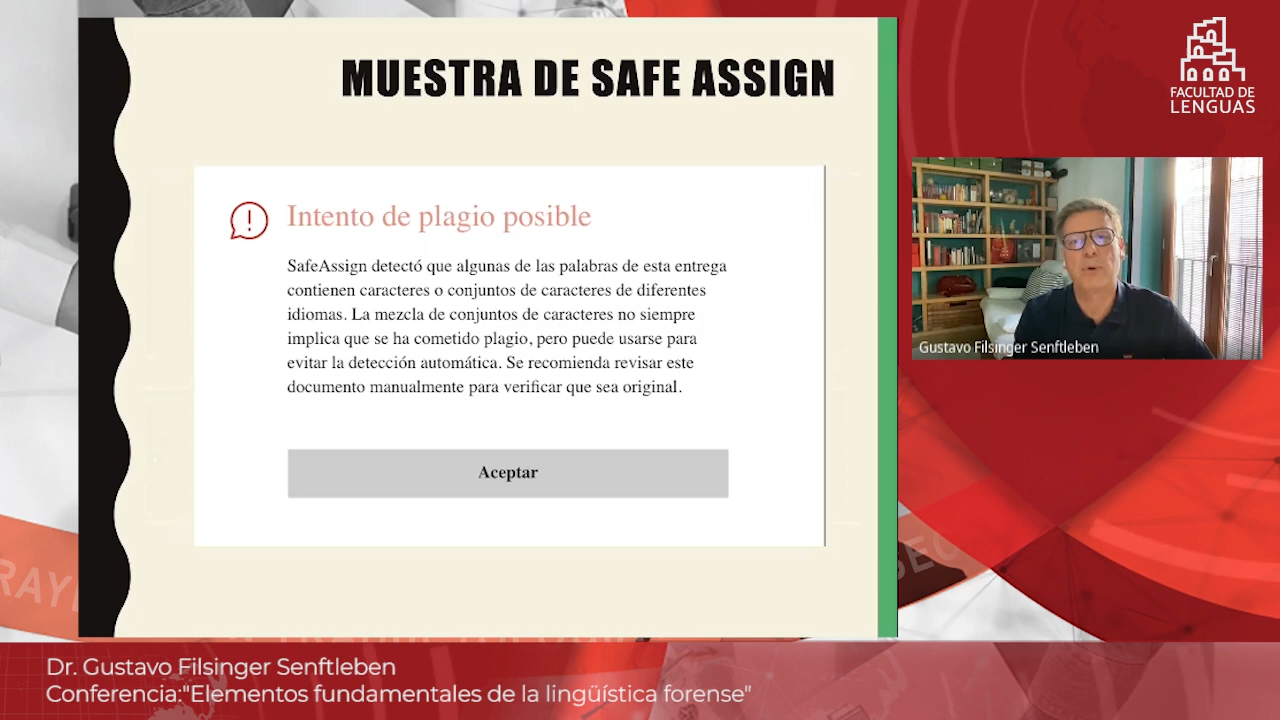 MUESTRA DE SAFE ASSIGN
Intento de plagio posible
SafeAssign detectó que algunas de las palabras de esta entrega
contienen caracteres o conjuntos de caracteres de diferentes
idiomas. La mezcla de conjuntos de caracteres no siempre
implica que se ha cometido plagio, pero puede usarse para
evitar la detección automática. Se recomienda revisar este
documento manualmente para verificar que sea original.
Aceptar
FACULTAD DE
LENGUAS
Gustavo Filsinger Senftleben
Dr. Gustavo Filsinger Senftleben
Conferencia:"Elementos fundamentales de la lingüística forense"